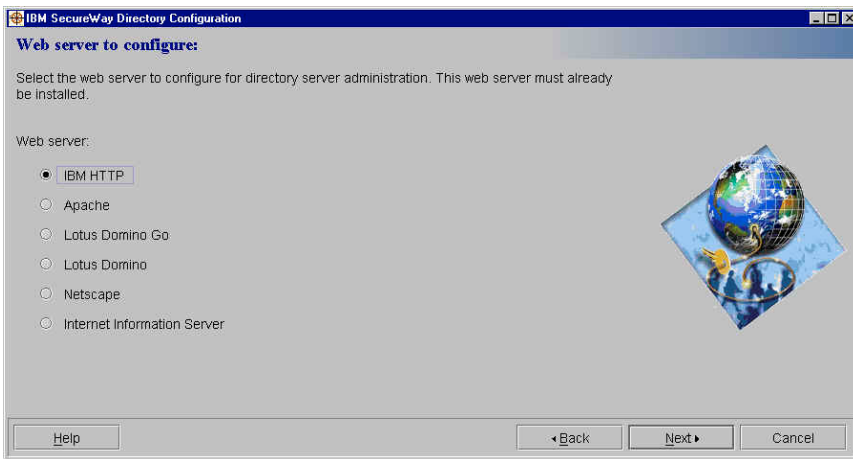 IBM SecureWay Directory Configuration
Web server to configure:
Select the web server to configure for directory server administration. This web server must already
be installed.
Web server:
IBM HTTP
Apache
Lotus Domino Go
Lotus Domino
Netscape
Internet Information Server
Help
Back
Next
Cancel